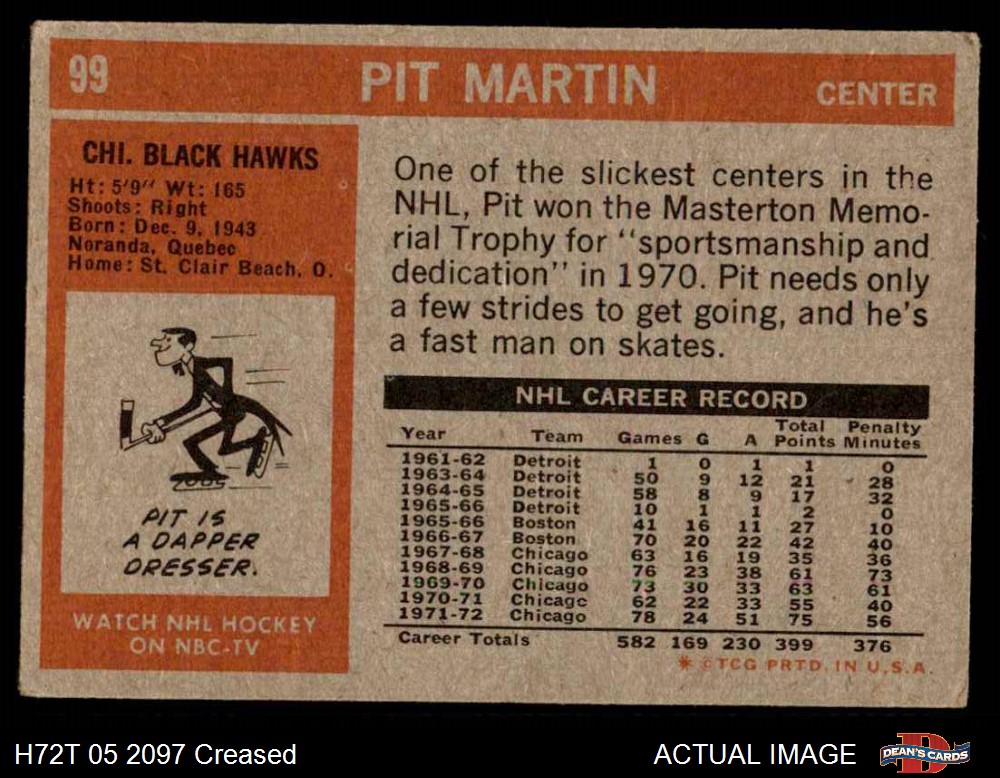 99
PIT MARTIN
CENTER
CHI. BLACK HAWKS
Ht: 5'9" Wt: 165
Shoots: Right
Born: Dec. 9, 1943
Noranda, Quebec
Home: St. Clair Beach, O.
PIT IS
A DAPPER
DRESSER.
WATCH NHL HOCKEY
ON NBC-TV
One of the slickest centers in the
NHL, Pit won the Masterton Memo-
rial Trophy for "sportsmanship and
dedication" in 1970. Pit needs only
a few strides to get going, and he's
a fast man on skates.
NHL CAREER RECORD
Year Team Games G A Total Points Penalty Minutes
1961-62 Detroit 1 0 1 1 0
1963-64 Detroit 50 9 12 21 28
1964-65 Detroit 58 8 9 17 32
1965-66 Detroit 10 1 1 2 0
1965-66 Boston 41 16 11 27 10
1966-67 Boston 70 20 22 42 40
1967-68 Chicago 63 16 19 35 36
1968-69 Chicago 76 23 38 61 73
1969-70 Chicago 73 30 33 63 61
1970-71 Chicago 62 22 33 55 40
1971-72 Chicago 78 24 51 75 56
Career Totals 582 169 230 399 376
* ©TCG PRTD. IN U.S.A.
H72T 05 2097 Creased
ACTUAL IMAGE
DEAN'S CARDS